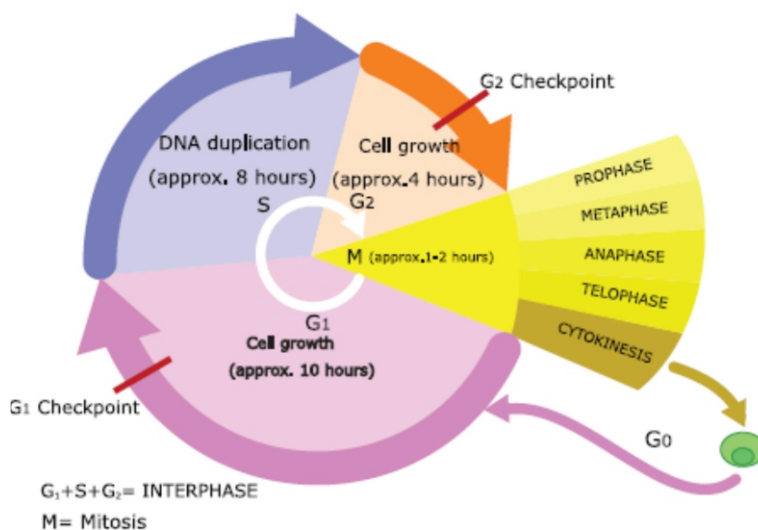 G2 Checkpoint
DNA duplication
(approx. 8 hours)
S
Cell growth
(approx.4 hours)
G2
PROPHASE
METAPHASE
ANAPHASE
TELOPHASE
CYTOKINESIS
M (approx.1-2 hours)
G1
Cell growth
(approx. 10 hours)
G1 Checkpoint
G0
G₁+S+G₂= INTERPHASE
M= Mitosis